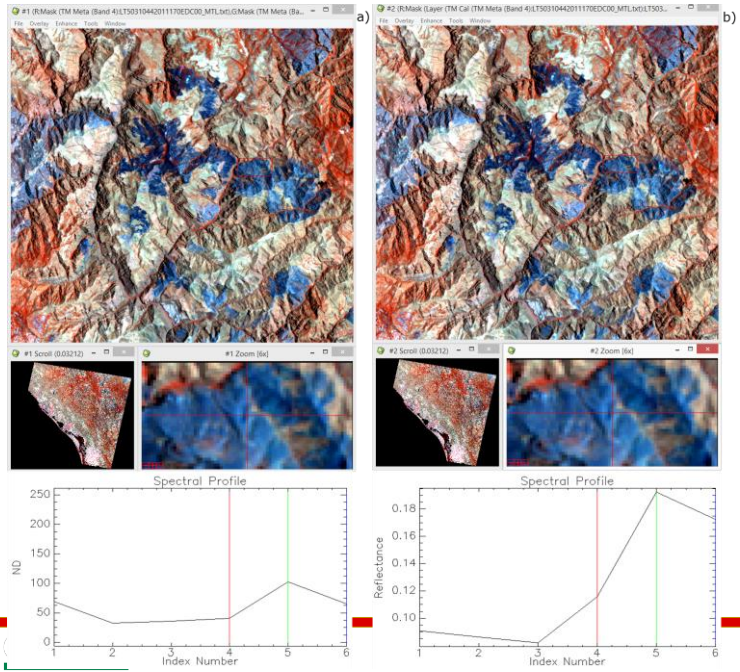 #1 (R:Mask (TM Meta (Band 4):LT50310442011170EDC00_MTL.txt),G:Mask (TM Meta (Ba...
a)
File Overlay Enhance Tools Window
#2 (R:Mask (Layer (TM Cal (TM Meta (Band 4):LT50310442011170EDC00_MTL.txt):LT503...
b)
File Overlay Enhance Tools Window
#1 Scroll (0.03212)
#1 Zoom [6x]
#2 Scroll (0.03212)
#2 Zoom [6x]
Spectral Profile
ND
250
200
150
100
50
0
1 2 3 4 5 6
Index Number
Spectral Profile
Reflectance
0.18
0.16
0.14
0.12
0.10
1 2 3 4 5 6
Index Number